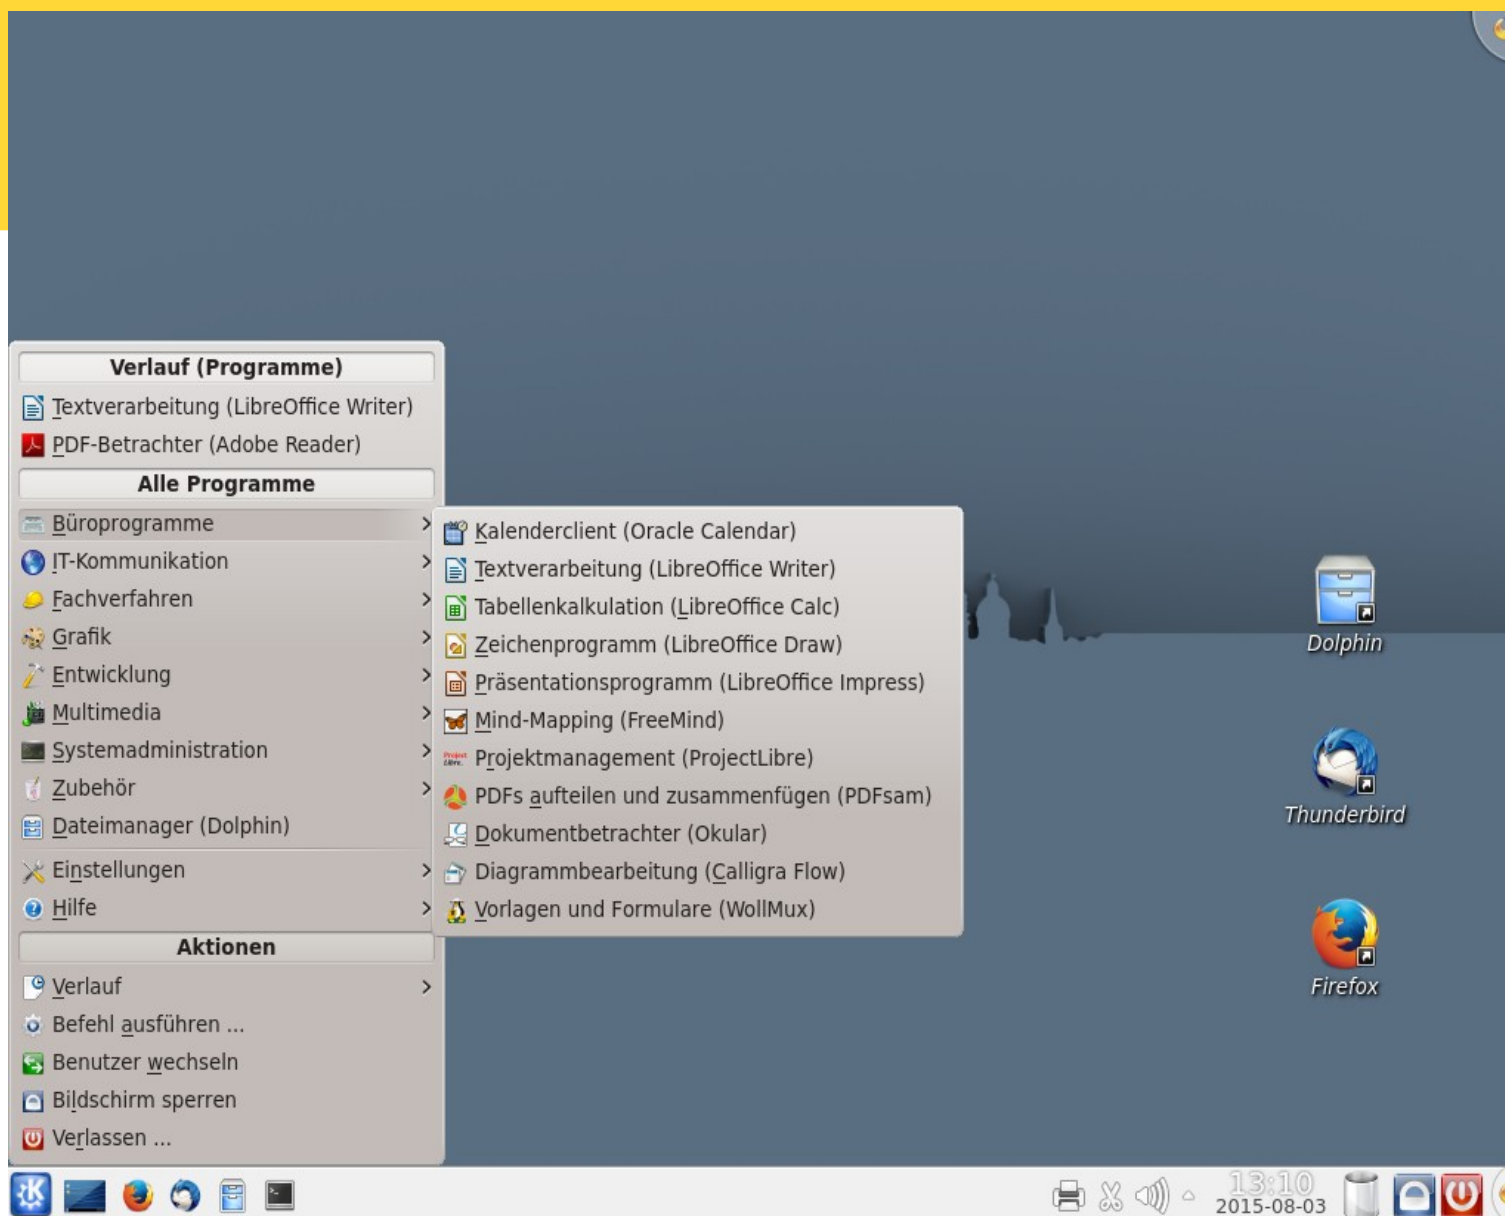 Verlauf (Programme)
Textverarbeitung (LibreOffice Writer)
PDF-Betrachter (Adobe Reader)
Alle Programme
Büroprogramme
IT-Kommunikation
Fachverfahren
Grafik
Entwicklung
Multimedia
Systemadministration
Zubehör
Dateimanager (Dolphin)
Einstellungen
Hilfe
Aktionen
Verlauf
Befehl ausführen ...
Benutzer wechseln
Bildschirm sperren
Verlassen ...
Kalenderclient (Oracle Calendar)
Textverarbeitung (LibreOffice Writer)
Tabellenkalkulation (LibreOffice Calc)
Zeichenprogramm (LibreOffice Draw)
Präsentationsprogramm (LibreOffice Impress)
Mind-Mapping (FreeMind)
Projektmanagement (ProjectLibre)
PDFs aufteilen und zusammenfügen (PDFsam)
Dokumentbetrachter (Okular)
Diagrammbearbeitung (Calligra Flow)
Vorlagen und Formulare (WollMux)
Dolphin
Thunderbird
Firefox
13:10
2015-08-03